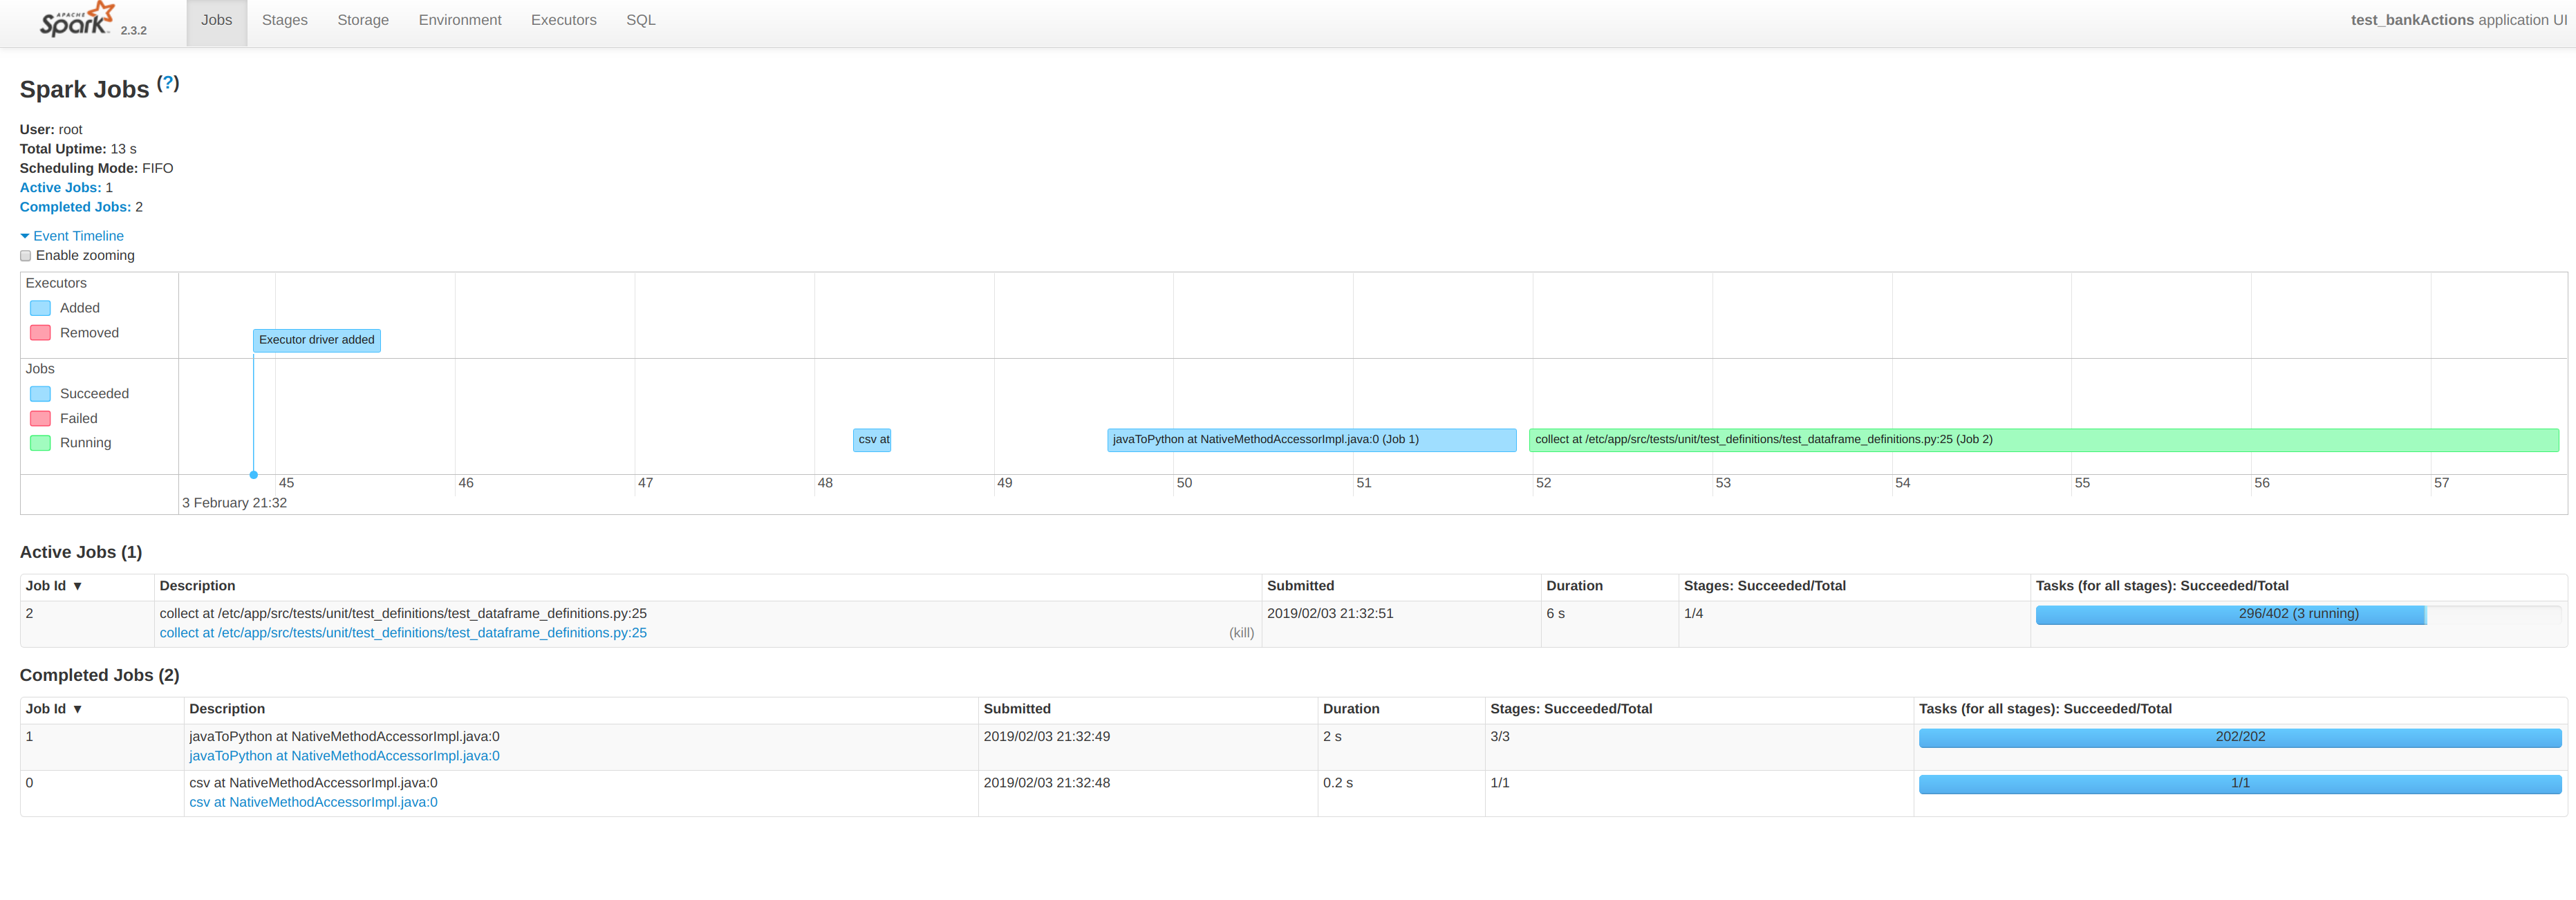 APACHE Spark 2.3.2 Jobs Stages Storage Environment Executors SQL test_bankActions application UI
Spark Jobs (?)
User: root
Total Uptime: 13 s
Scheduling Mode: FIFO
Active Jobs: 1
Completed Jobs: 2
Event Timeline
Enable zooming
Executors
Added
Removed
Executor driver added
Jobs
Succeeded
Failed
Running
csv at
javaToPython at NativeMethodAccessorImpl.java:0 (Job 1)
collect at /etc/app/src/tests/unit/test_definitions/test_dataframe_definitions.py:25 (Job 2)
45 46 47 48 49 50 51 52 53 54 55 56 57
3 February 21:32
Active Jobs (1)
Job Id ▼ Description Submitted Duration Stages: Succeeded/Total Tasks (for all stages): Succeeded/Total
2 collect at /etc/app/src/tests/unit/test_definitions/test_dataframe_definitions.py:25 2019/02/03 21:32:51 6 s 1/4 296/402 (3 running)
collect at /etc/app/src/tests/unit/test_definitions/test_dataframe_definitions.py:25 (kill)
Completed Jobs (2)
Job Id ▼ Description Submitted Duration Stages: Succeeded/Total Tasks (for all stages): Succeeded/Total
1 javaToPython at NativeMethodAccessorImpl.java:0 2019/02/03 21:32:49 2 s 3/3 202/202
javaToPython at NativeMethodAccessorImpl.java:0
0 csv at NativeMethodAccessorImpl.java:0 2019/02/03 21:32:48 0.2 s 1/1 1/1
csv at NativeMethodAccessorImpl.java:0